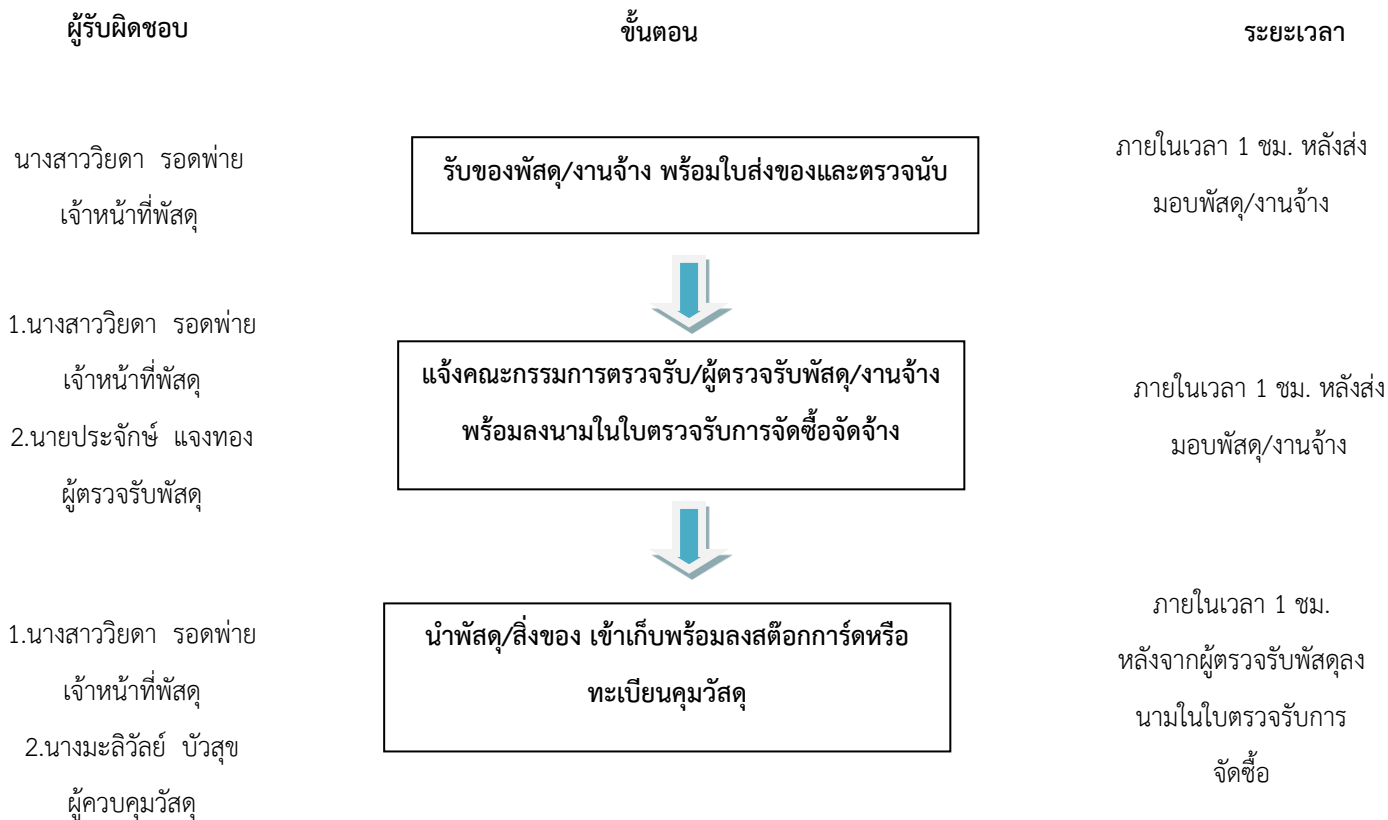 ผู้รับผิดชอบ
ขั้นตอน
ระยะเวลา
นางสาววิยดา รอดพ่าย
เจ้าหน้าที่พัสดุ
รับของพัสดุ/งานจ้าง พร้อมใบส่งของและตรวจนับ
ภายในเวลา 1 ชม. หลังส่ง
มอบพัสดุ/งานจ้าง
1.นางสาววิยดา รอดพ่าย
เจ้าหน้าที่พัสดุ
2.นายประจักษ์ แจงทอง
ผู้ตรวจรับพัสดุ
แจ้งคณะกรรมการตรวจรับ/ผู้ตรวจรับพัสดุ/งานจ้าง
พร้อมลงนามในใบตรวจรับการจัดซื้อจัดจ้าง
ภายในเวลา 1 ชม. หลังส่ง
มอบพัสดุ/งานจ้าง
1.นางสาววิยดา รอดพ่าย
เจ้าหน้าที่พัสดุ
2.นางมะลิวัลย์ บัวสุข
ผู้ควบคุมวัสดุ
นำพัสดุ/สิ่งของ เข้าเก็บพร้อมลงสต๊อกการ์ดหรือ
ทะเบียนคุมวัสดุ
ภายในเวลา 1 ชม.
หลังจากผู้ตรวจรับพัสดุลง
นามในใบตรวจรับการ
จัดซื้อ